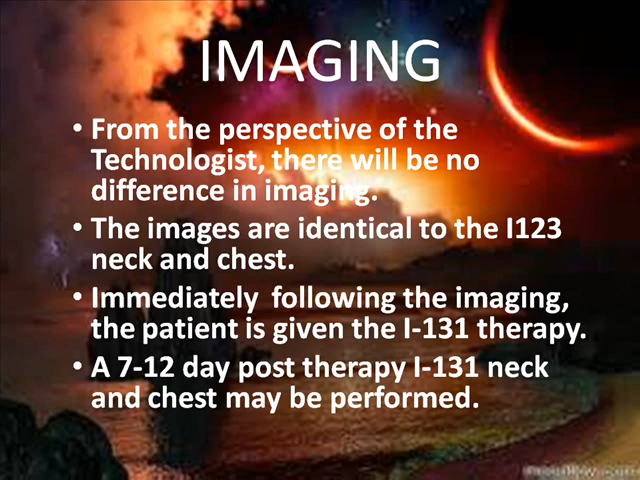 IMAGING
• From the perspective of the
Technologist, there will be no
difference in imaging.
• The images are identical to the I123
neck and chest.
• Immediately  following the imaging,
the patient is given the I-131 therapy.
• A 7-12 day post therapy I-131 neck
and chest may be performed.